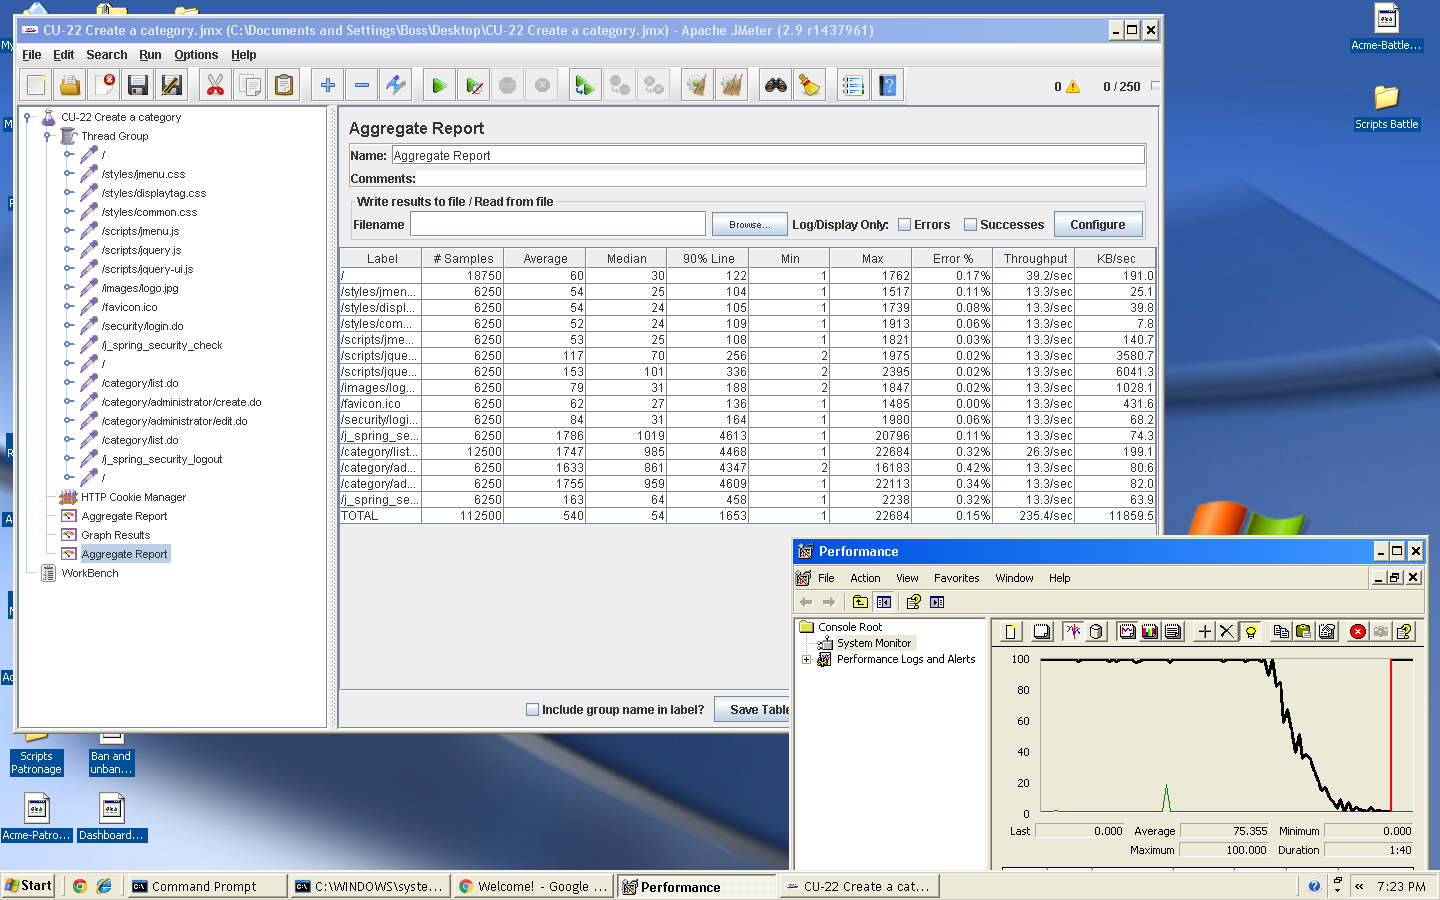 CU-22 Create a category.jmx (C:\Documents and Settings\Boss\Desktop\CU-22 Create a category.jmx) - Apache JMeter (2.9 r1437961)
File Edit Search Run Options Help
0 0 / 250
CU-22 Create a category
Thread Group
/
/styles/jmenu.css
/styles/displaytag.css
/styles/common.css
/scripts/jmenu.js
/scripts/jquery.js
/scripts/jquery-ui.js
/images/logo.jpg
/favicon.ico
/security/login.do
/j_spring_security_check
/
/category/list.do
/category/administrator/create.do
/category/administrator/edit.do
/category/list.do
/j_spring_security_logout
/
HTTP Cookie Manager
Aggregate Report
Graph Results
Aggregate Report
WorkBench
Aggregate Report
Name: Aggregate Report
Comments:
Write results to file / Read from file
Filename Browse... Log/Display Only: Errors Successes Configure
Label # Samples Average Median 90% Line Min Max Error % Throughput KB/sec
/ 18750 60 30 122 1 1762 0.17% 39.2/sec 191.0
/styles/jmen... 6250 54 25 104 1 1517 0.11% 13.3/sec 25.1
/styles/displ... 6250 54 24 105 1 1739 0.08% 13.3/sec 39.8
/styles/com... 6250 52 24 109 1 1913 0.06% 13.3/sec 7.8
/scripts/jme... 6250 53 25 108 1 1821 0.03% 13.3/sec 140.7
/scripts/jque... 6250 117 70 256 2 1975 0.02% 13.3/sec 3580.7
/scripts/jque... 6250 153 101 336 2 2395 0.02% 13.3/sec 6041.3
/images/log... 6250 79 31 188 2 1847 0.02% 13.3/sec 1028.1
/favicon.ico 6250 62 27 136 1 1485 0.00% 13.3/sec 431.6
/security/logi... 6250 84 31 164 1 1980 0.06% 13.3/sec 68.2
/j_spring_se... 6250 1786 1019 4613 1 20796 0.11% 13.3/sec 74.3
/category/list... 12500 1747 985 4468 1 22684 0.32% 26.3/sec 199.1
/category/ad... 6250 1633 861 4347 2 16183 0.42% 13.3/sec 80.6
/category/ad... 6250 1755 959 4609 1 22113 0.34% 13.3/sec 82.0
/j_spring_se... 6250 163 64 458 1 2238 0.32% 13.3/sec 63.9
TOTAL 112500 540 54 1653 1 22684 0.15% 235.4/sec 11859.5
Include group name in label? Save Table
Acme-Battle...
Scripts Battle
Performance
File Action View Favorites Window Help
Console Root
System Monitor
Performance Logs and Alerts
100
80
60
40
20
0
Last 0.000 Average 75.355 Minimum 0.000
Maximum 100.000 Duration 1:40
Scripts Patronage
Ban and unban...
Acme-Patro...
Dashboard...
Start Command Prompt C:\WINDOWS\syste... Welcome! - Google ... Performance CU-22 Create a cat... 7:23 PM